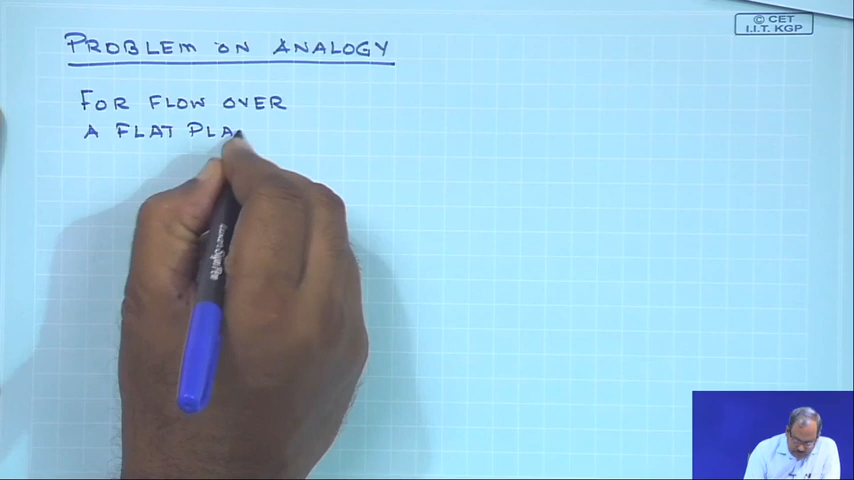 © CET
I.I.T. KGP
PROBLEM ON ANALOGY
FOR FLOW OVER
A FLAT PLA